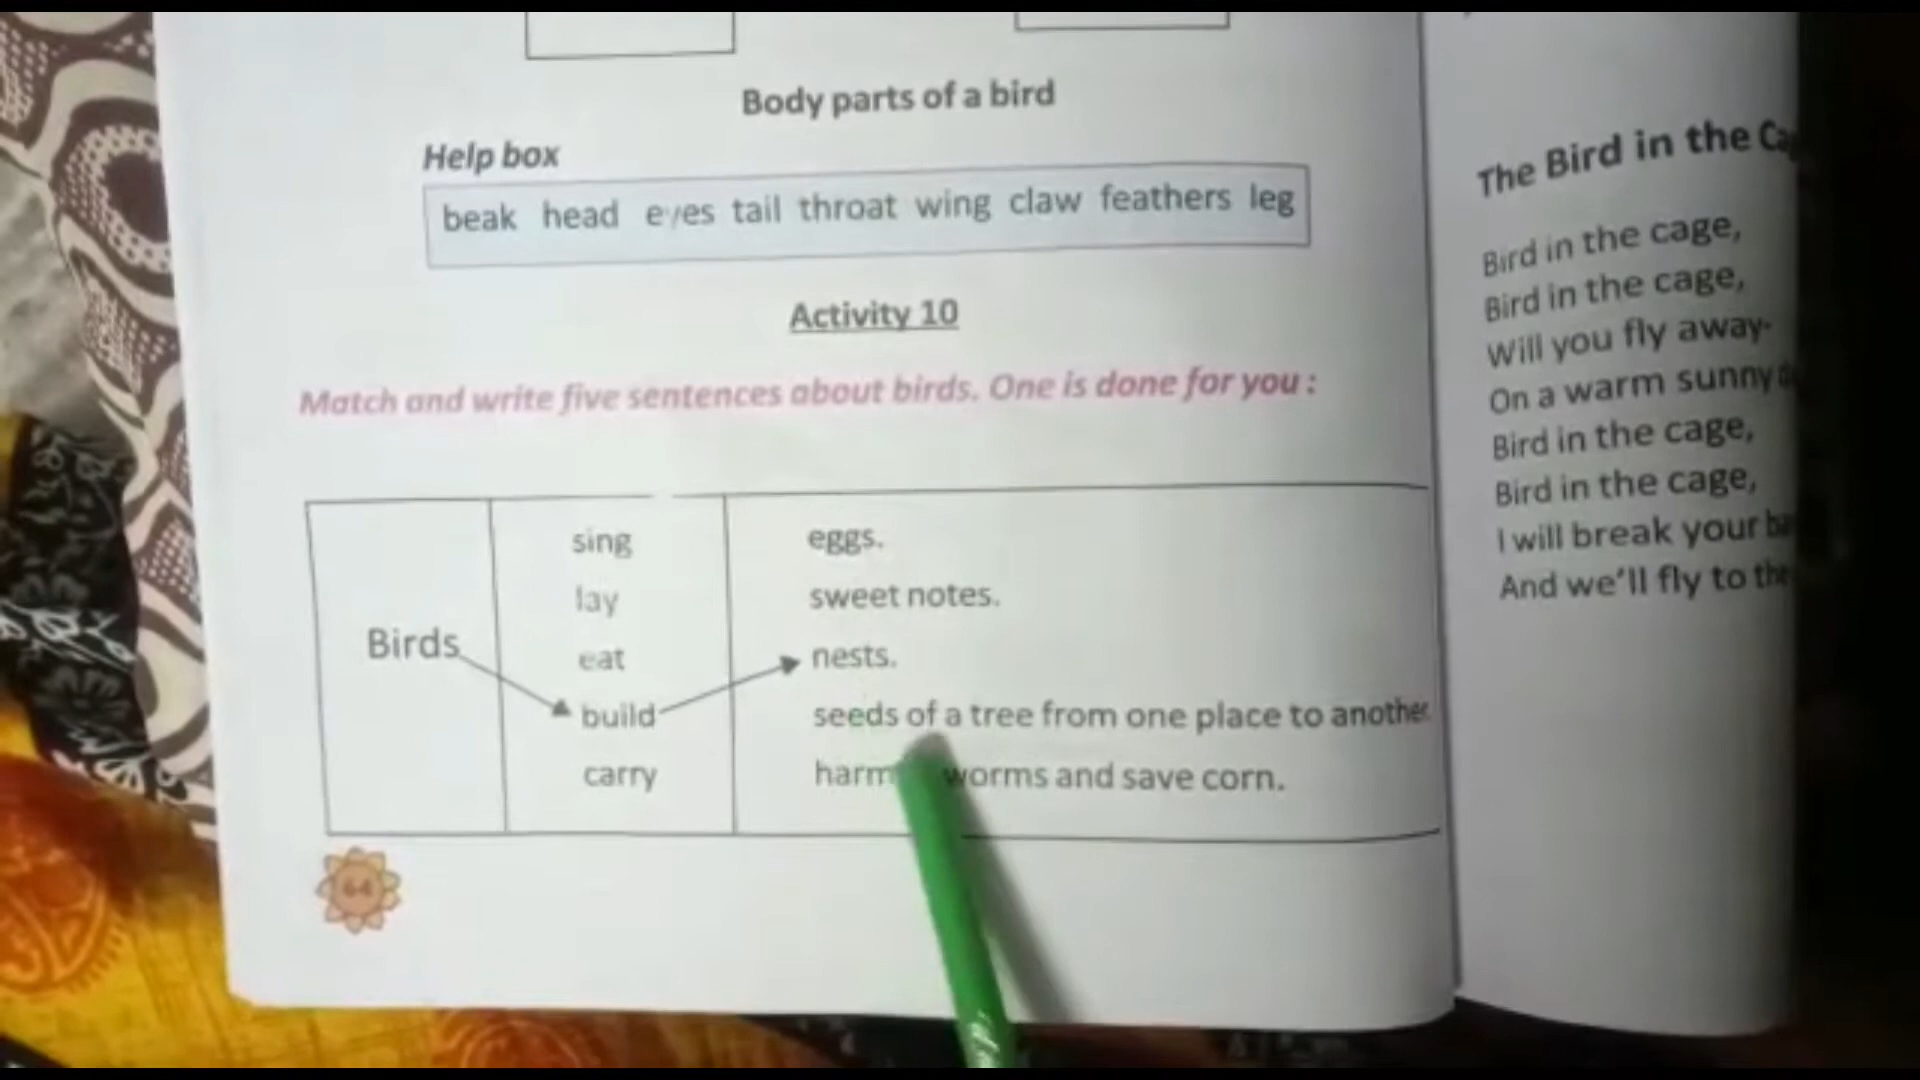 Body parts of a bird
Help box
beak head eyes tail throat wing claw feathers leg
Activity 10
Match and write five sentences about birds. One is done for you :
Birds
sing
lay
eat
build
carry
eggs.
sweet notes.
nests.
seeds of a tree from one place to another
worms and save corn.
64
The Bird in the
Bird in the cage,
Bird in the cage,
Will you fly away-
On a warm sunny
Bird in the cage,
Bird in the cage,
I will break your
And we'll fly to the